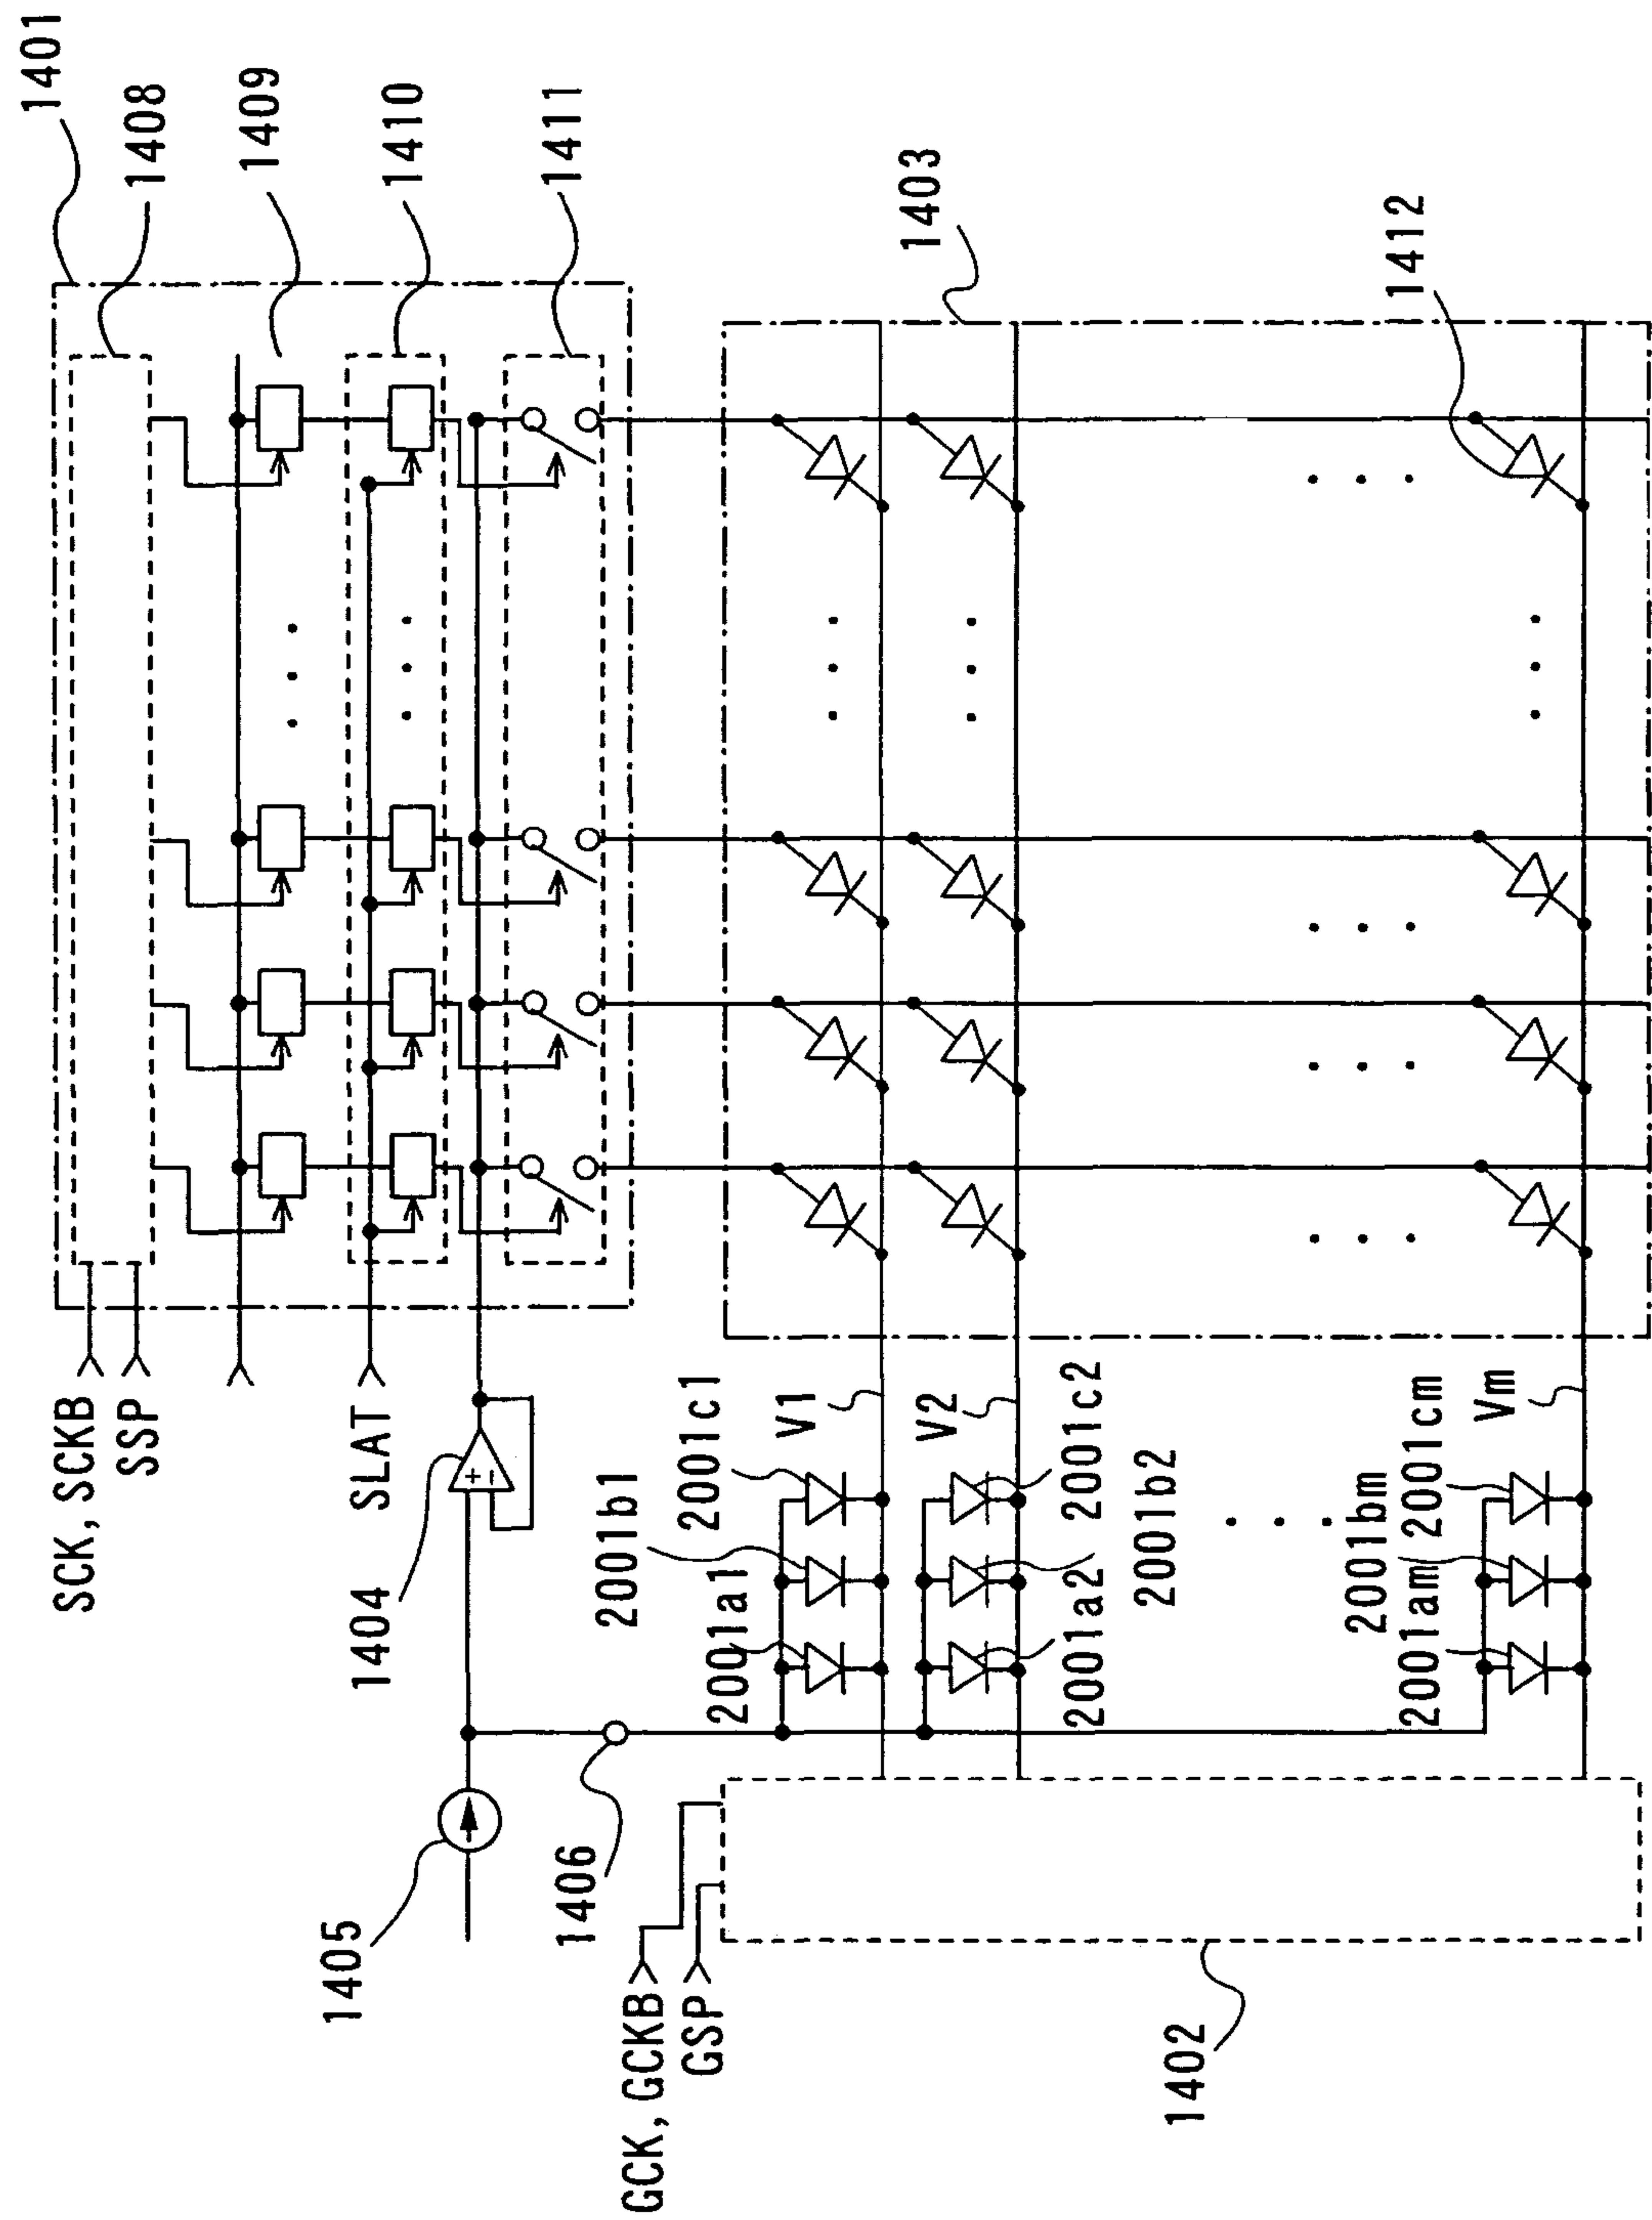 1401
1408
1409
1410
1411
1403
1412
SCK, SCKB
SSP
SLAT
1404
1405
1406
2001a1
2001b1
2001c1
V1
V2
2001c2
2001b2
2001a2
2001am
2001bm
2001cm
Vm
GCK, GCKB
GSP
1402
+
-